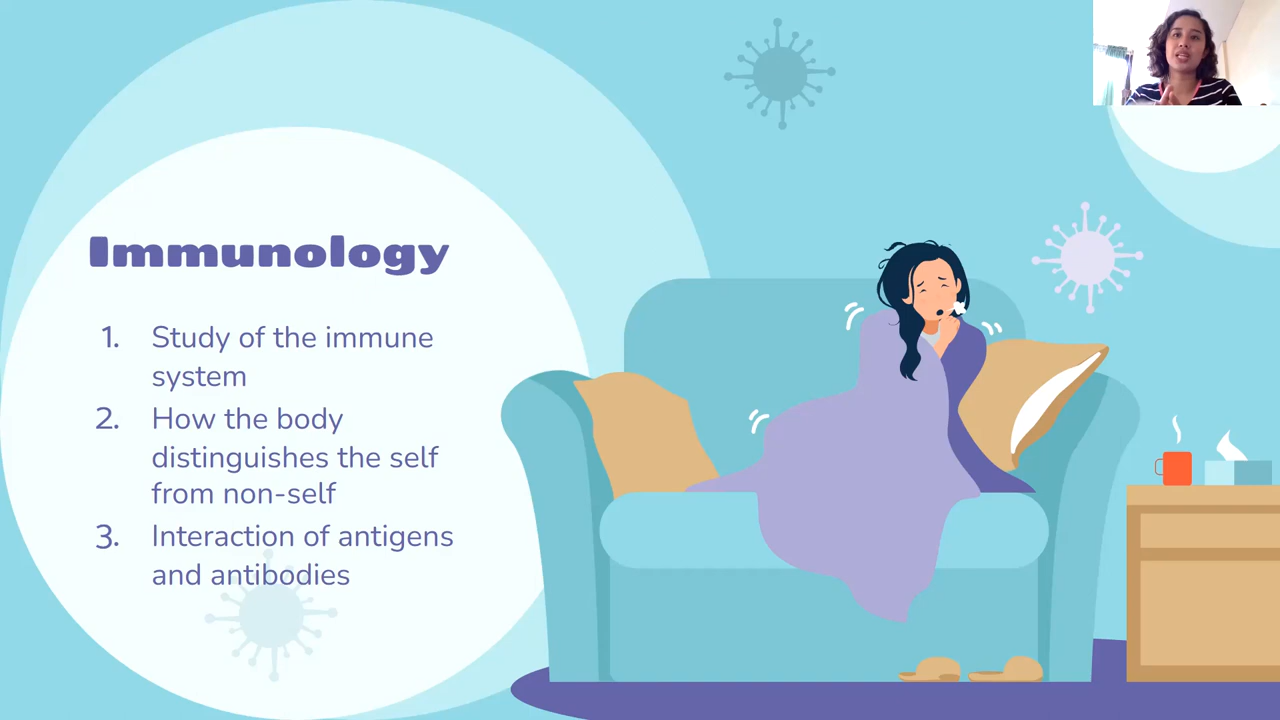 Immunology
1. Study of the immune
system
2. How the body
distinguishes the self
from non-self
3. Interaction of antigens
and antibodies